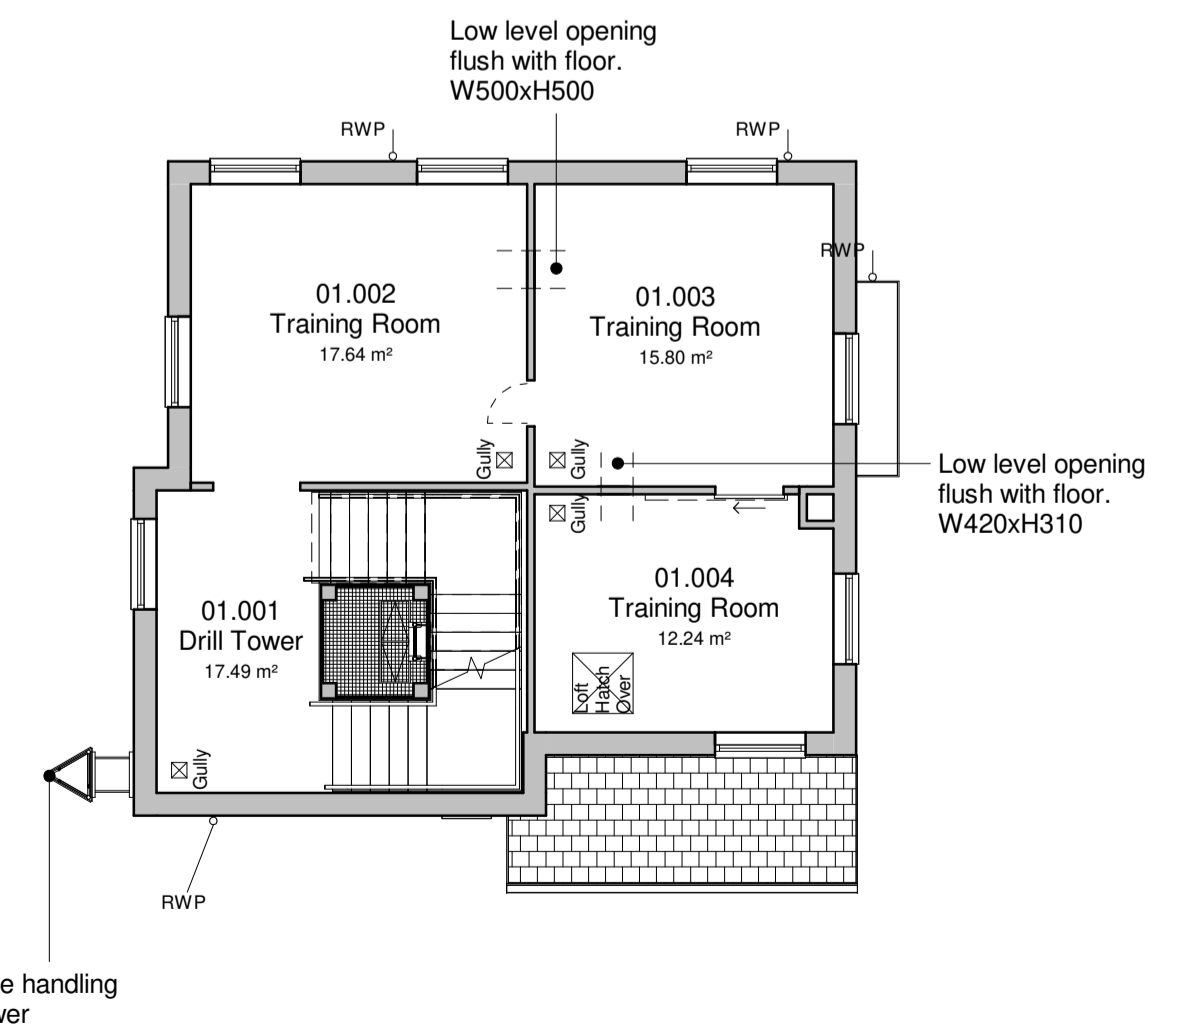 Low level opening
flush with floor.
W500xH500
RWP
RWP
RWP
01.002
Training Room
17.64 m²
01.003
Training Room
15.80 m²
Gully
Gully
Gully
Low level opening
flush with floor.
W420xH310
01.001
Drill Tower
17.49 m²
01.004
Training Room
12.24 m²
Loft
Hatch
Over
Gully
RWP
handling